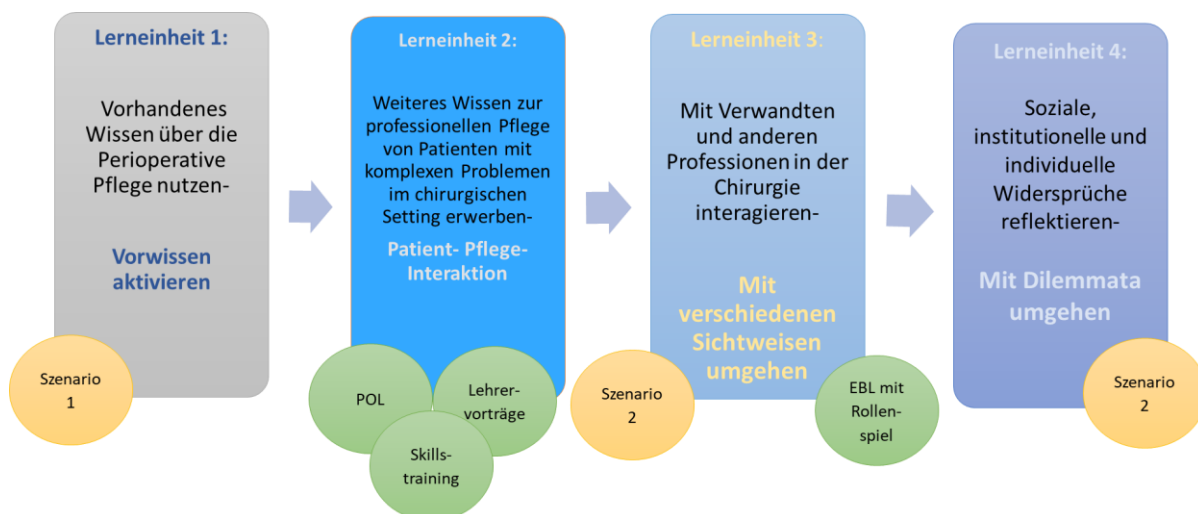 Lerneinheit 1:
Vorhandenes
Wissen über die
Perioperative
Pflege nutzen-
Vorwissen
aktivieren
Szenario
1
Lerneinheit 2:
Weiteres Wissen zur
professionellen Pflege
von Patienten mit
komplexen Problemen
im chirurgischen
Setting erwerben-
Patient- Pflege-
Interaktion
POL
Lehrer-
vorträge
Skills-
training
Lerneinheit 3:
Mit Verwandten
und anderen
Professionen in der
Chirurgie
interagieren-
Mit
verschiedenen
Sichtweisen
umgehen
Szenario
2
EBL mit
Rollen-
spiel
Lerneinheit 4:
Soziale,
institutionelle und
individuelle
Widersprüche
reflektieren-
Mit Dilemmata
umgehen
Szenario
2